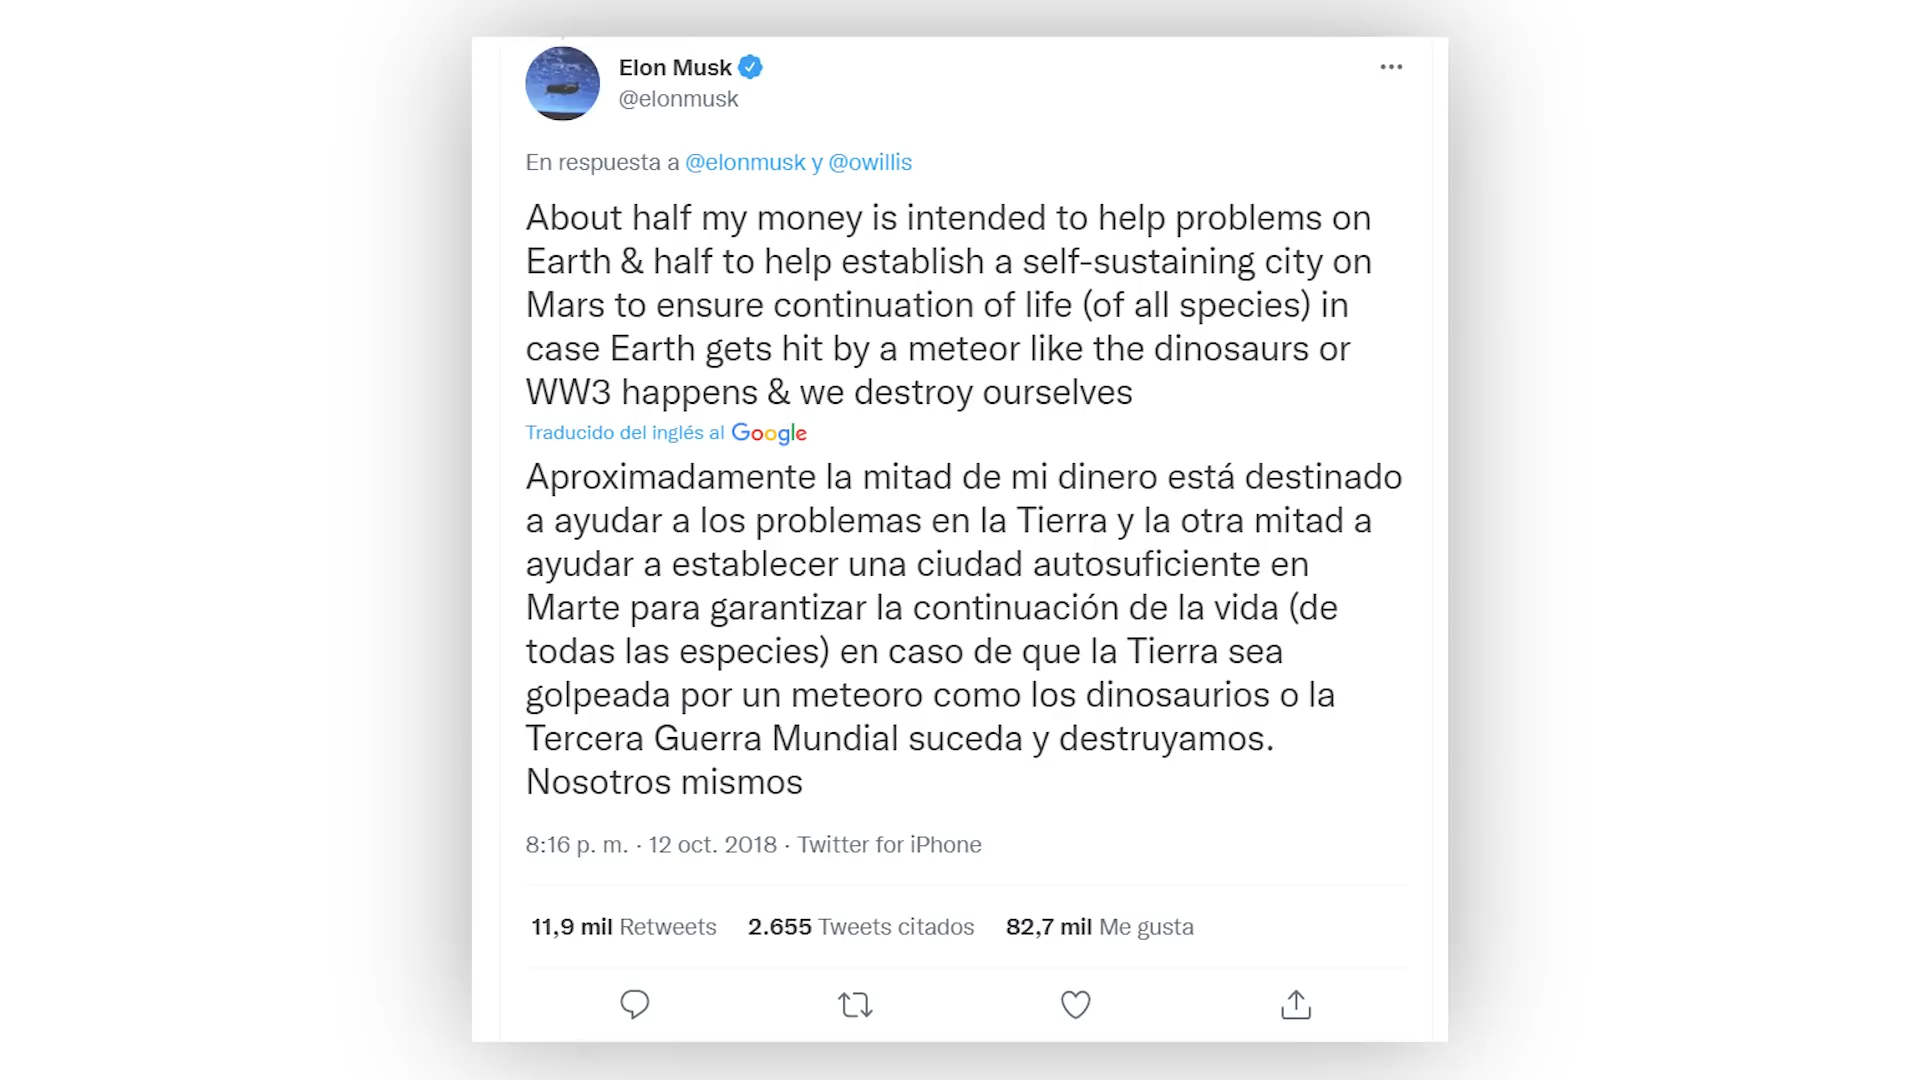 Elon Musk
@elonmusk
En respuesta a @elonmusk y @owillis
About half my money is intended to help problems on
Earth & half to help establish a self-sustaining city on
Mars to ensure continuation of life (of all species) in
case Earth gets hit by a meteor like the dinosaurs or
WW3 happens & we destroy ourselves
Traducido del inglés al Google
Aproximadamente la mitad de mi dinero está destinado
a ayudar a los problemas en la Tierra y la otra mitad a
ayudar a establecer una ciudad autosuficiente en
Marte para garantizar la continuación de la vida (de
todas las especies) en caso de que la Tierra sea
golpeada por un meteoro como los dinosaurios o la
Tercera Guerra Mundial suceda y destruyamos.
Nosotros mismos
8:16 p. m. · 12 oct. 2018 · Twitter for iPhone
11,9 mil Retweets 2.655 Tweets citados 82,7 mil Me gusta